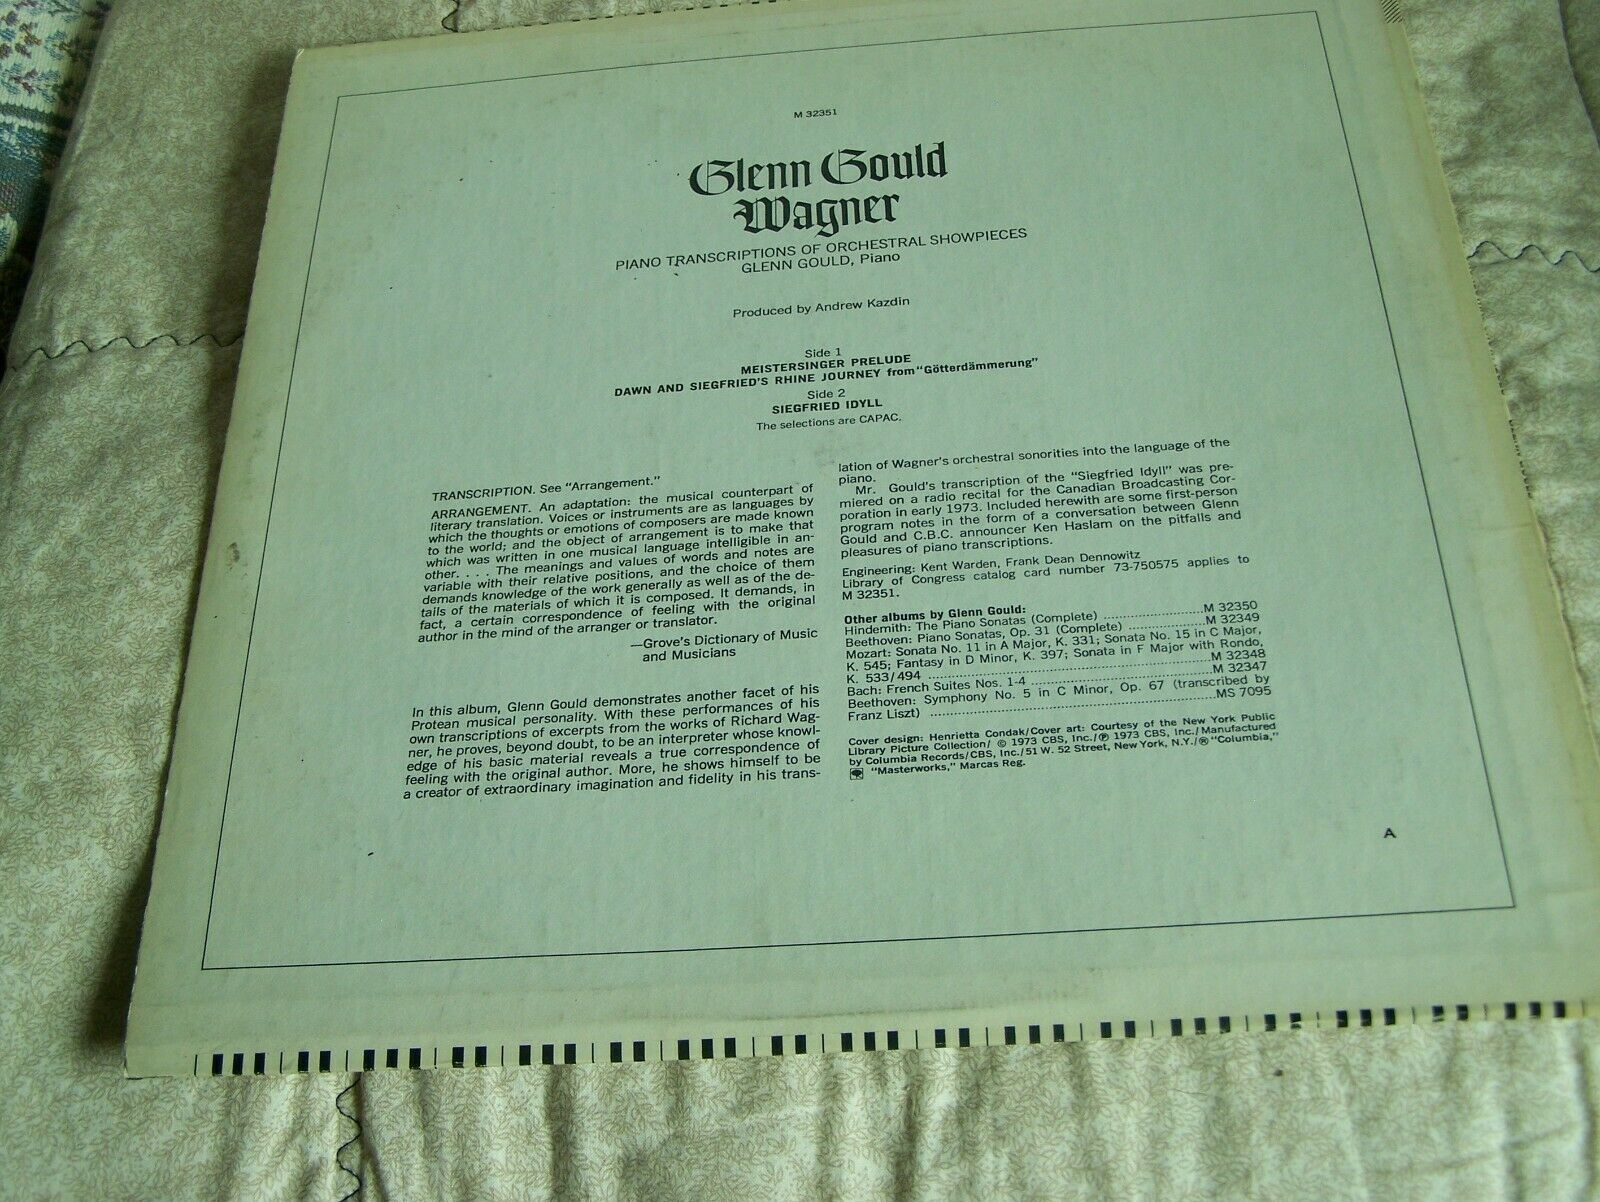 M 32351
Glenn Gould
Wagner
PIANO TRANSCRIPTIONS OF ORCHESTRAL SHOWPIECES
GLENN GOULD, Piano
Produced by Andrew Kazdin
Side 1
MEISTERSINGER PRELUDE
DAWN AND SIEGFRIED'S RHINE JOURNEY from "Götterdämmerung"
Side 2
SIEGFRIED IDYLL
The selections are CAPAC.
TRANSCRIPTION. See "Arrangement."
ARRANGEMENT. An adaptation: the musical counterpart of
literary translation. Voices or instruments are as languages by
which the thoughts or emotions of composers are made known
to the world; and the object of arrangement is to make that
which was written in one musical language intelligible in an-
other. . . . The meanings and values of words and notes are
variable with their relative positions, and the choice of them
demands knowledge of the work generally as well as of the de-
tails of the materials of which it is composed. It demands, in
fact, a certain correspondence of feeling with the original
author in the mind of the arranger or translator.
—Grove's Dictionary of Music
and Musicians
In this album, Glenn Gould demonstrates another facet of his
Protean musical personality. With these performances of his
own transcriptions of excerpts from the works of Richard Wag-
ner, he proves, beyond doubt, to be an interpreter whose knowl-
edge of his basic material reveals a true correspondence of
feeling with the original author. More, he shows himself to be
a creator of extraordinary imagination and fidelity in his trans-
lation of Wagner's orchestral sonorities into the language of the
piano.
Mr. Gould's transcription of the "Siegfried Idyll" was pre-
miered on a radio recital for the Canadian Broadcasting Cor-
poration in early 1973. Included herewith are some first-person
program notes in the form of a conversation between Glenn
Gould and C.B.C. announcer Ken Haslam on the pitfalls and
pleasures of piano transcriptions.
Engineering: Kent Warden, Frank Dean Dennowitz
Library of Congress catalog card number 73-750575 applies to
M 32351.
Other albums by Glenn Gould:
Hindemith: The Piano Sonatas (Complete) ........................M 32350
Beethoven: Piano Sonatas, Op. 31 (Complete) ..................M 32349
Mozart: Sonata No. 11 in A Major, K. 331; Sonata No. 15 in C Major,
K. 545; Fantasy in D Minor, K. 397; Sonata in F Major with Rondo,
K. 533/494 ..................................................................M 32348
Bach: French Suites Nos. 1-4 ..........................................M 32347
Beethoven: Symphony No. 5 in C Minor, Op. 67 (transcribed by
Franz Liszt) ..................................................................MS 7095
Cover design: Henrietta Condak/Cover art: Courtesy of the New York Public
Library Picture Collection/ © 1973 CBS, Inc./℗ 1973 CBS, Inc./Manufactured
by Columbia Records/CBS, Inc./51 W. 52 Street, New York, N.Y./® "Columbia,"
"Masterworks," Marcas Reg.
A